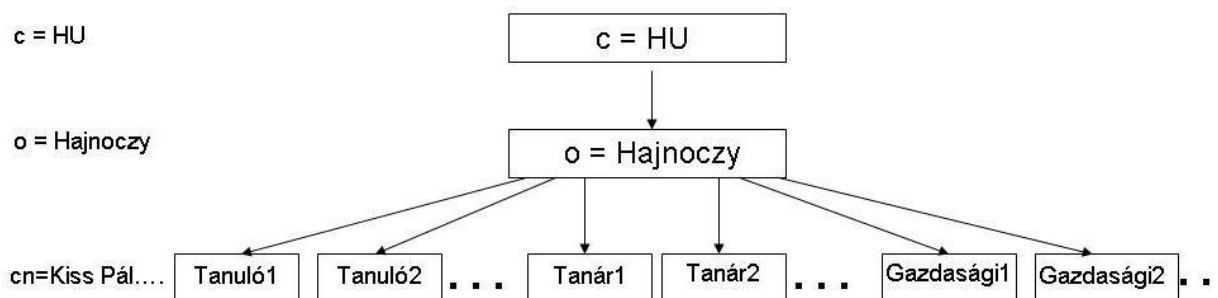 c = HU
c = HU
o = Hajnoczy
o = Hajnoczy
cn=Kiss Pál.... Tanuló1 Tanuló2 ... Tanár1 Tanár2 ... Gazdasági1 Gazdasági2 ..